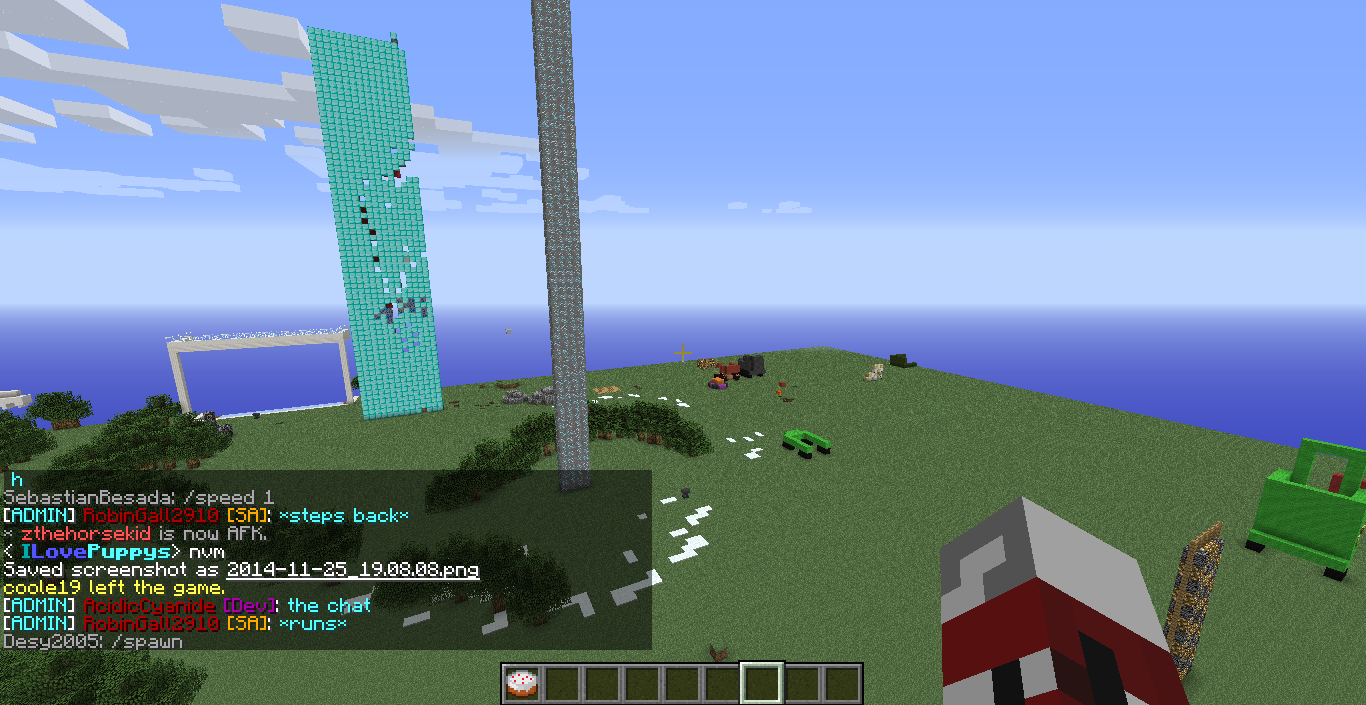 h
SebastianBesada: /speed 1
[ADMIN] RobinGall2910 [SA]: *steps back*
* zthehorsekid is now AFK.
< ILovePuppys> nvm
Saved screenshot as 2014-11-25_19.08.08.png
coole19 left the game.
[ADMIN] AcidicCyanide [Dev]: the chat
[ADMIN] RobinGall2910 [SA]: *runs*
Desy2005: /spawn